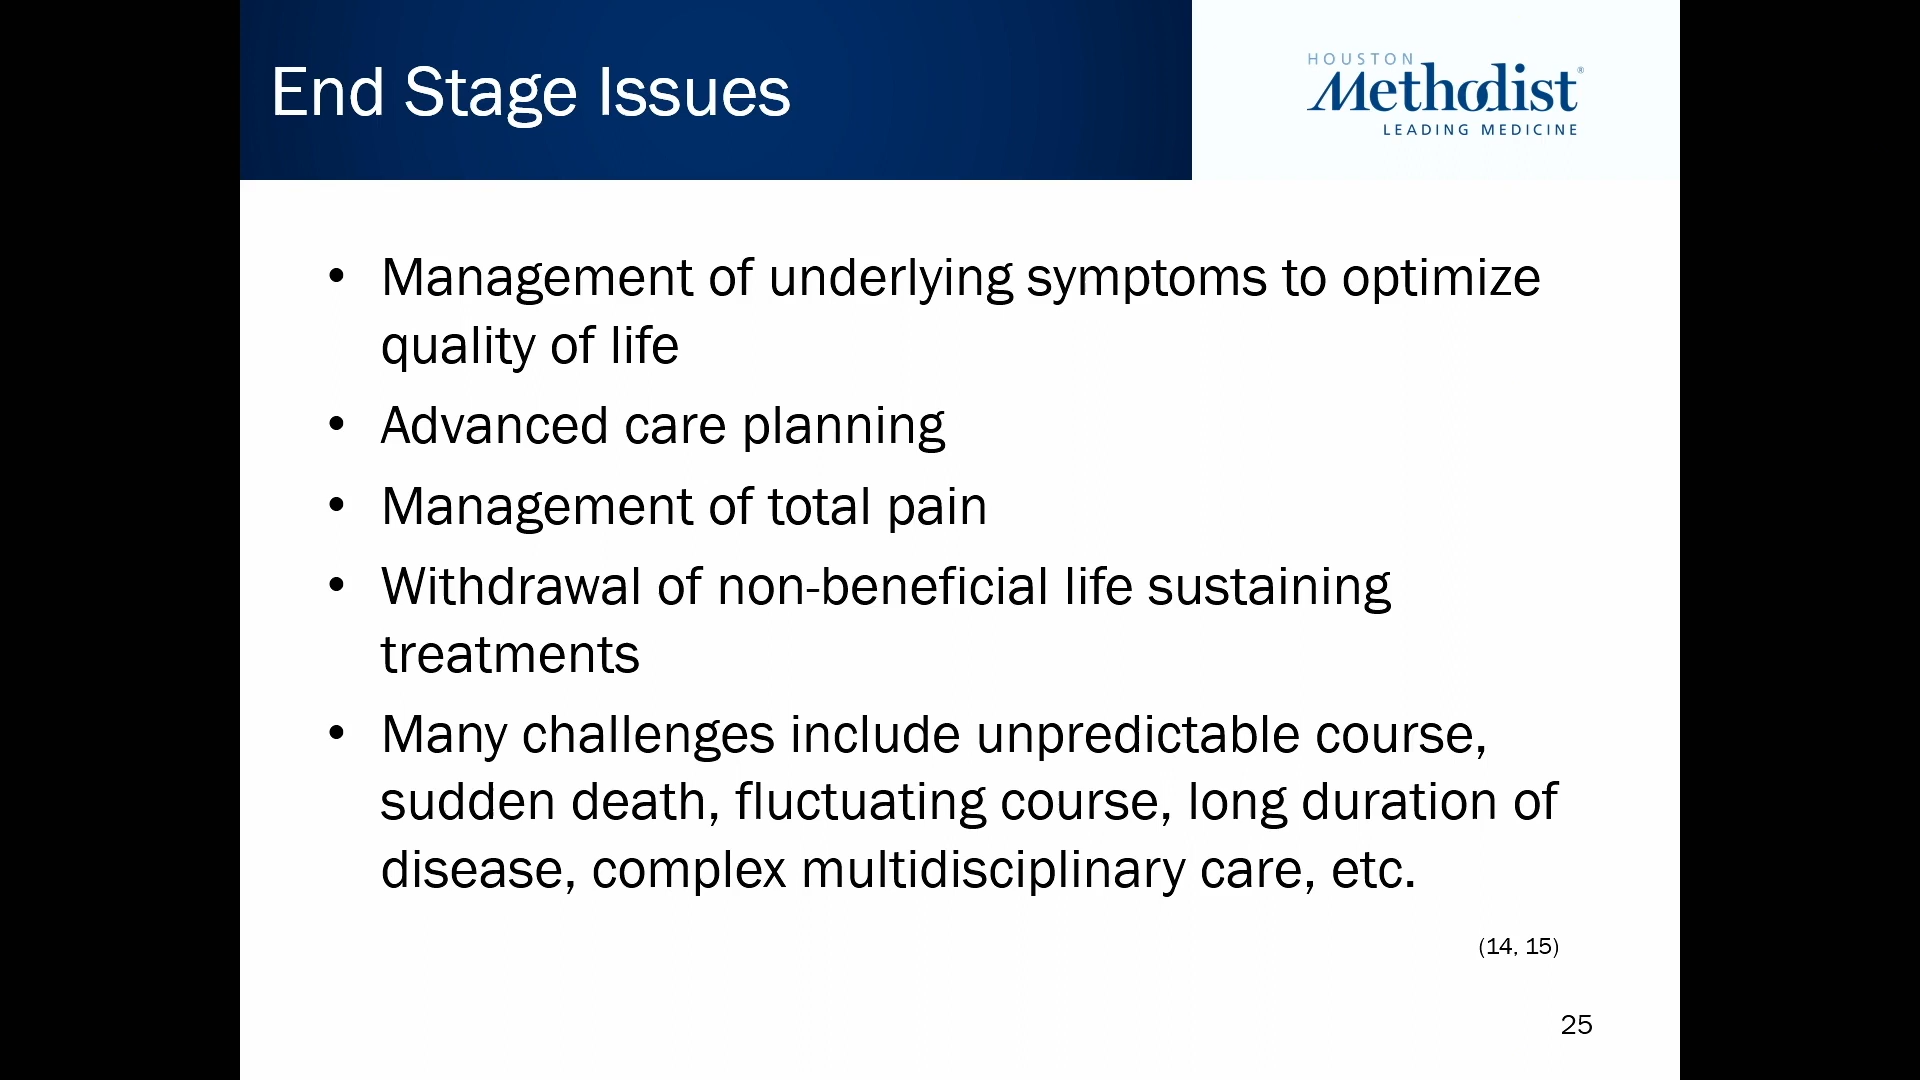 End Stage Issues
HOUSTON
Methodist®
LEADING MEDICINE
• Management of underlying symptoms to optimize
quality of life
• Advanced care planning
• Management of total pain
• Withdrawal of non-beneficial life sustaining
treatments
• Many challenges include unpredictable course,
sudden death, fluctuating course, long duration of
disease, complex multidisciplinary care, etc.
(14, 15)
25